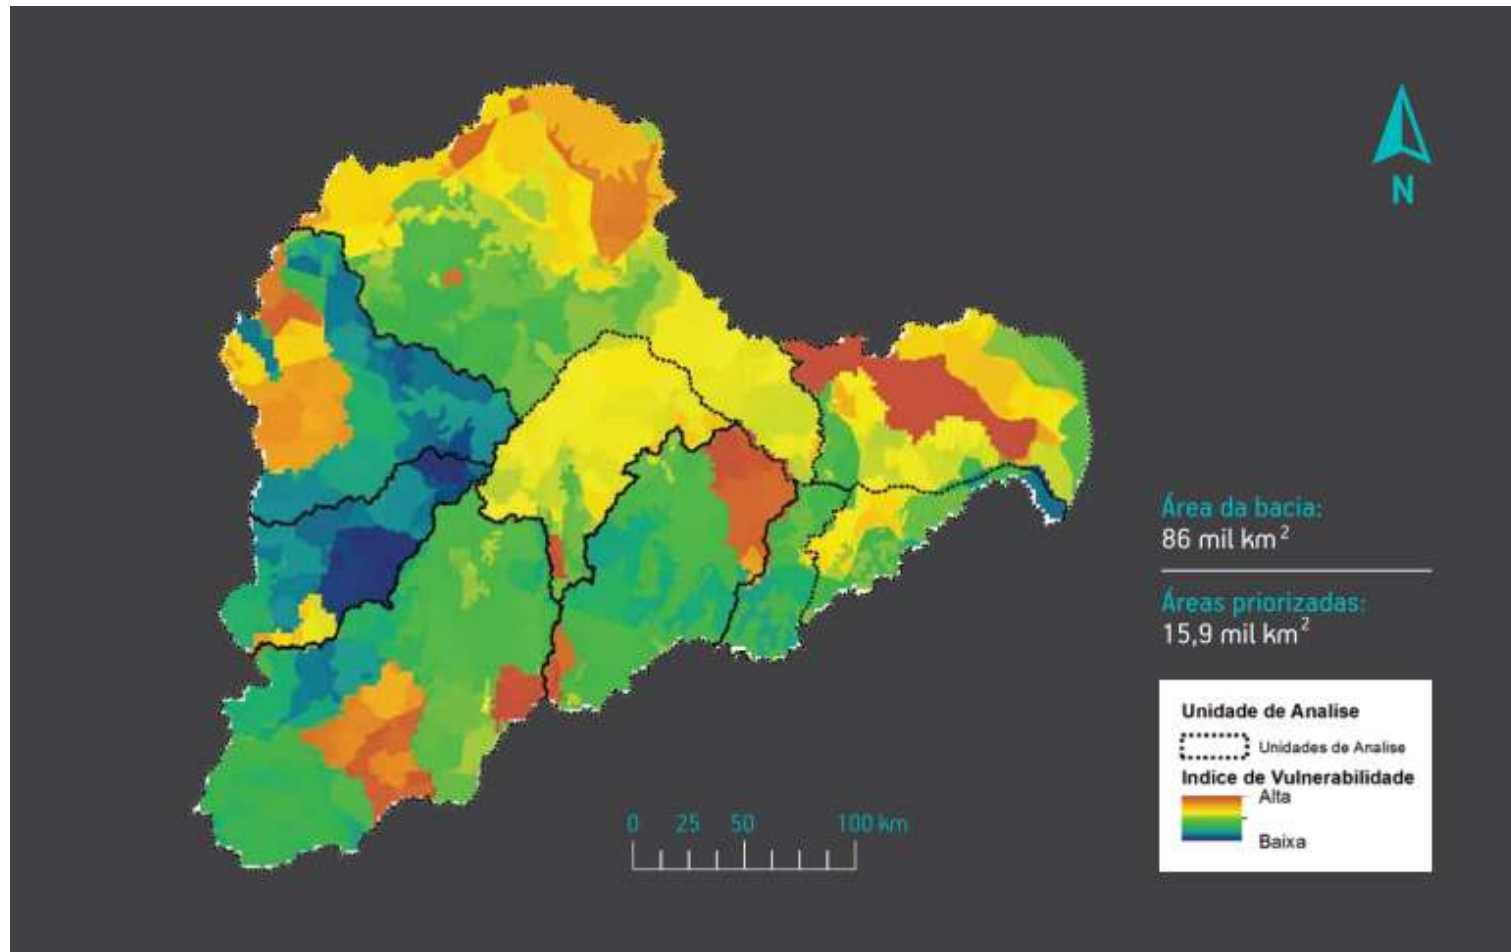 N
Área da bacia:
86 mil km²
Áreas priorizadas:
15,9 mil km²
Unidade de Analise
Unidades de Analise
Indice de Vulnerabilidade
Alta
Baixa
0 25 50 100 km